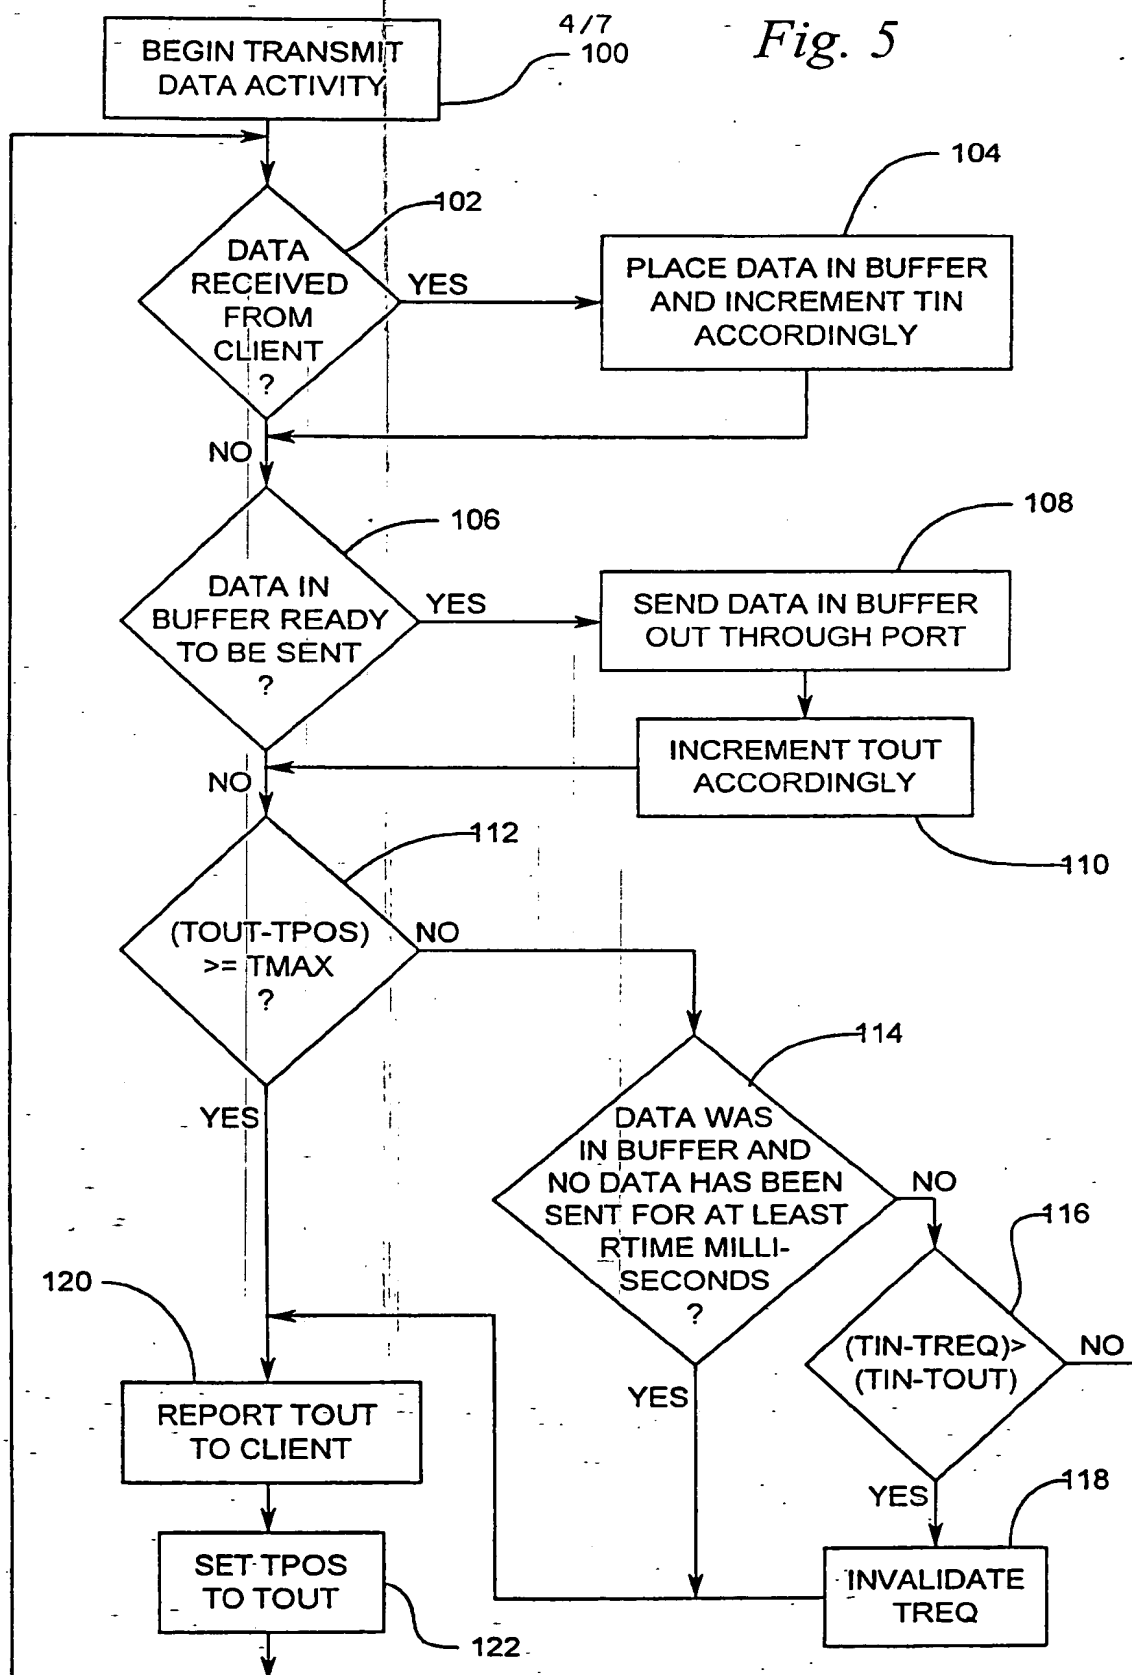 4/7
Fig. 5
BEGIN TRANSMIT
DATA ACTIVITY
100
102
104
DATA
RECEIVED
FROM
CLIENT
?
YES
PLACE DATA IN BUFFER
AND INCREMENT TIN
ACCORDINGLY
NO
106
108
DATA IN
BUFFER READY
TO BE SENT
?
YES
SEND DATA IN BUFFER
OUT THROUGH PORT
INCREMENT TOUT
ACCORDINGLY
NO
110
112
(TOUT-TPOS)
>= TMAX
?
NO
YES
114
DATA WAS
IN BUFFER AND
NO DATA HAS BEEN
SENT FOR AT LEAST
RTIME MILLI-
SECONDS
?
NO
116
(TIN-TREQ)>
(TIN-TOUT)
NO
YES
YES
118
INVALIDATE
TREQ
120
REPORT TOUT
TO CLIENT
SET TPOS
TO TOUT
122